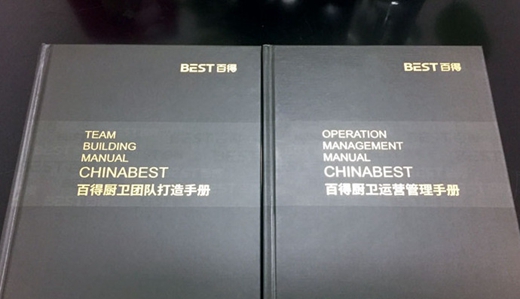 BEST 百得
TEAM
BUILDING
MANUAL
CHINABEST
百得厨卫团队打造手册
BEST 百得
OPERATION
MANAGEMENT
MANUAL
CHINABEST
百得厨卫运营管理手册